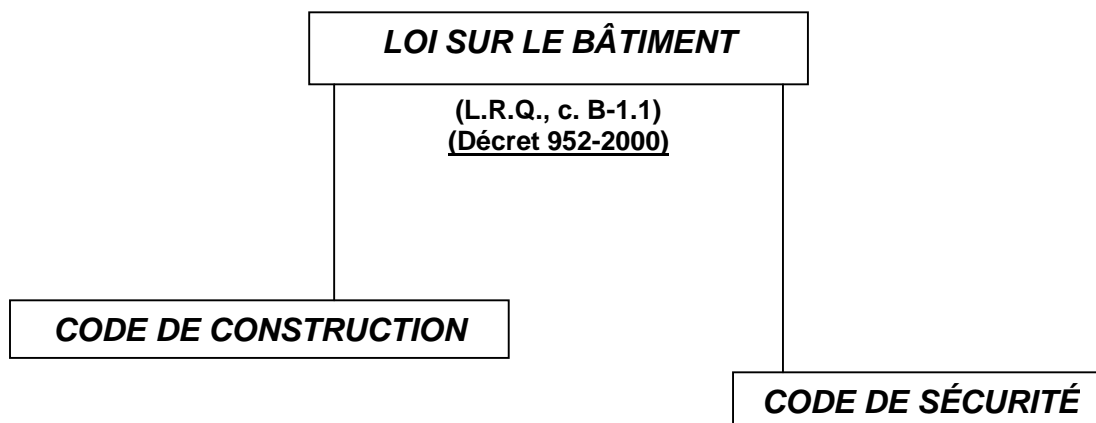 LOI SUR LE BÂTIMENT
(L.R.Q., c. B-1.1)
(Décret 952-2000)
CODE DE CONSTRUCTION
CODE DE SÉCURITÉ